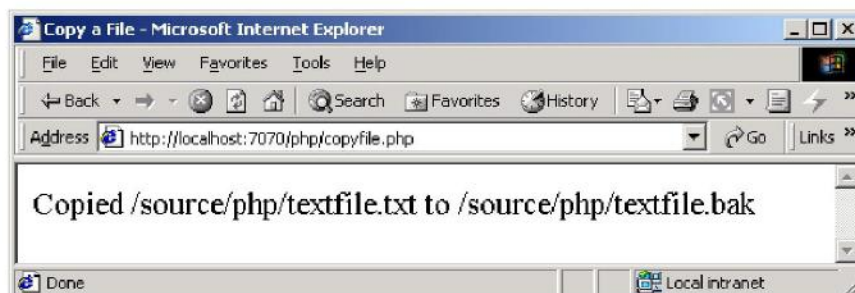 Copy a File - Microsoft Internet Explorer
File Edit View Favorites Tools Help
Back Search Favorites History »
Address http://localhost:7070/php/copyfile.php Go Links »
Copied /source/php/textfile.txt to /source/php/textfile.bak
Done Local intranet